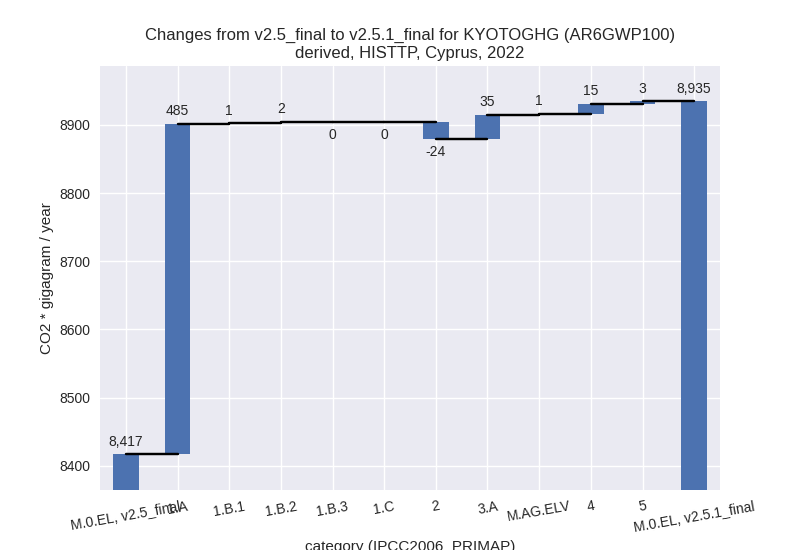 Changes from v2.5_final to v2.5.1_final for KYOTOGHG (AR6GWP100)
derived, HISTTP, Cyprus, 2022
CO2 * gigagram / year
8900
8800
8700
8600
8500
8400
8,417
485
1
2
0
0
-24
35
1
15
3
8,935
M.0.EL, v2.5_final
1.A
1.B.1
1.B.2
1.B.3
1.C
2
3.A
M.AG.ELV
4
5
M.0.EL, v2.5.1_final
category (IPCC2006_PRIMAP)